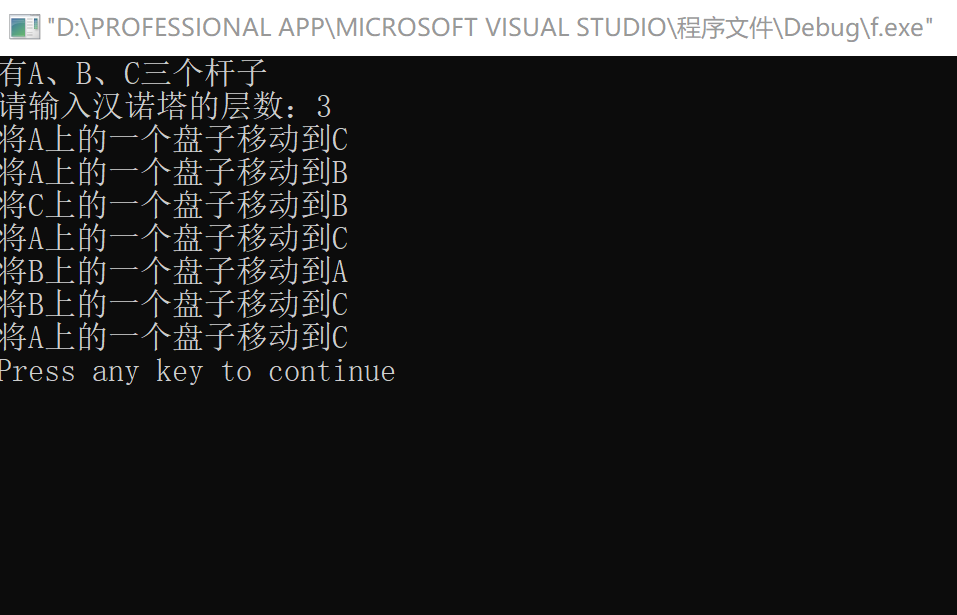 "D:\PROFESSIONAL APP\MICROSOFT VISUAL STUDIO\程序文件\Debug\f.exe"
有A、B、C三个杆子
请输入汉诺塔的层数：3
将A上的一个盘子移动到C
将A上的一个盘子移动到B
将C上的一个盘子移动到B
将A上的一个盘子移动到C
将B上的一个盘子移动到A
将B上的一个盘子移动到C
将A上的一个盘子移动到C
Press any key to continue